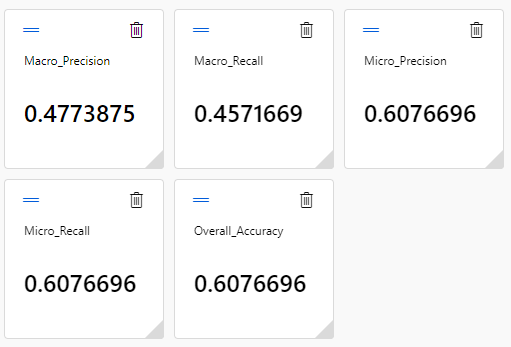 Macro_Precision
0.4773875
Macro_Recall
0.4571669
Micro_Precision
0.6076696
Micro_Recall
0.6076696
Overall_Accuracy
0.6076696